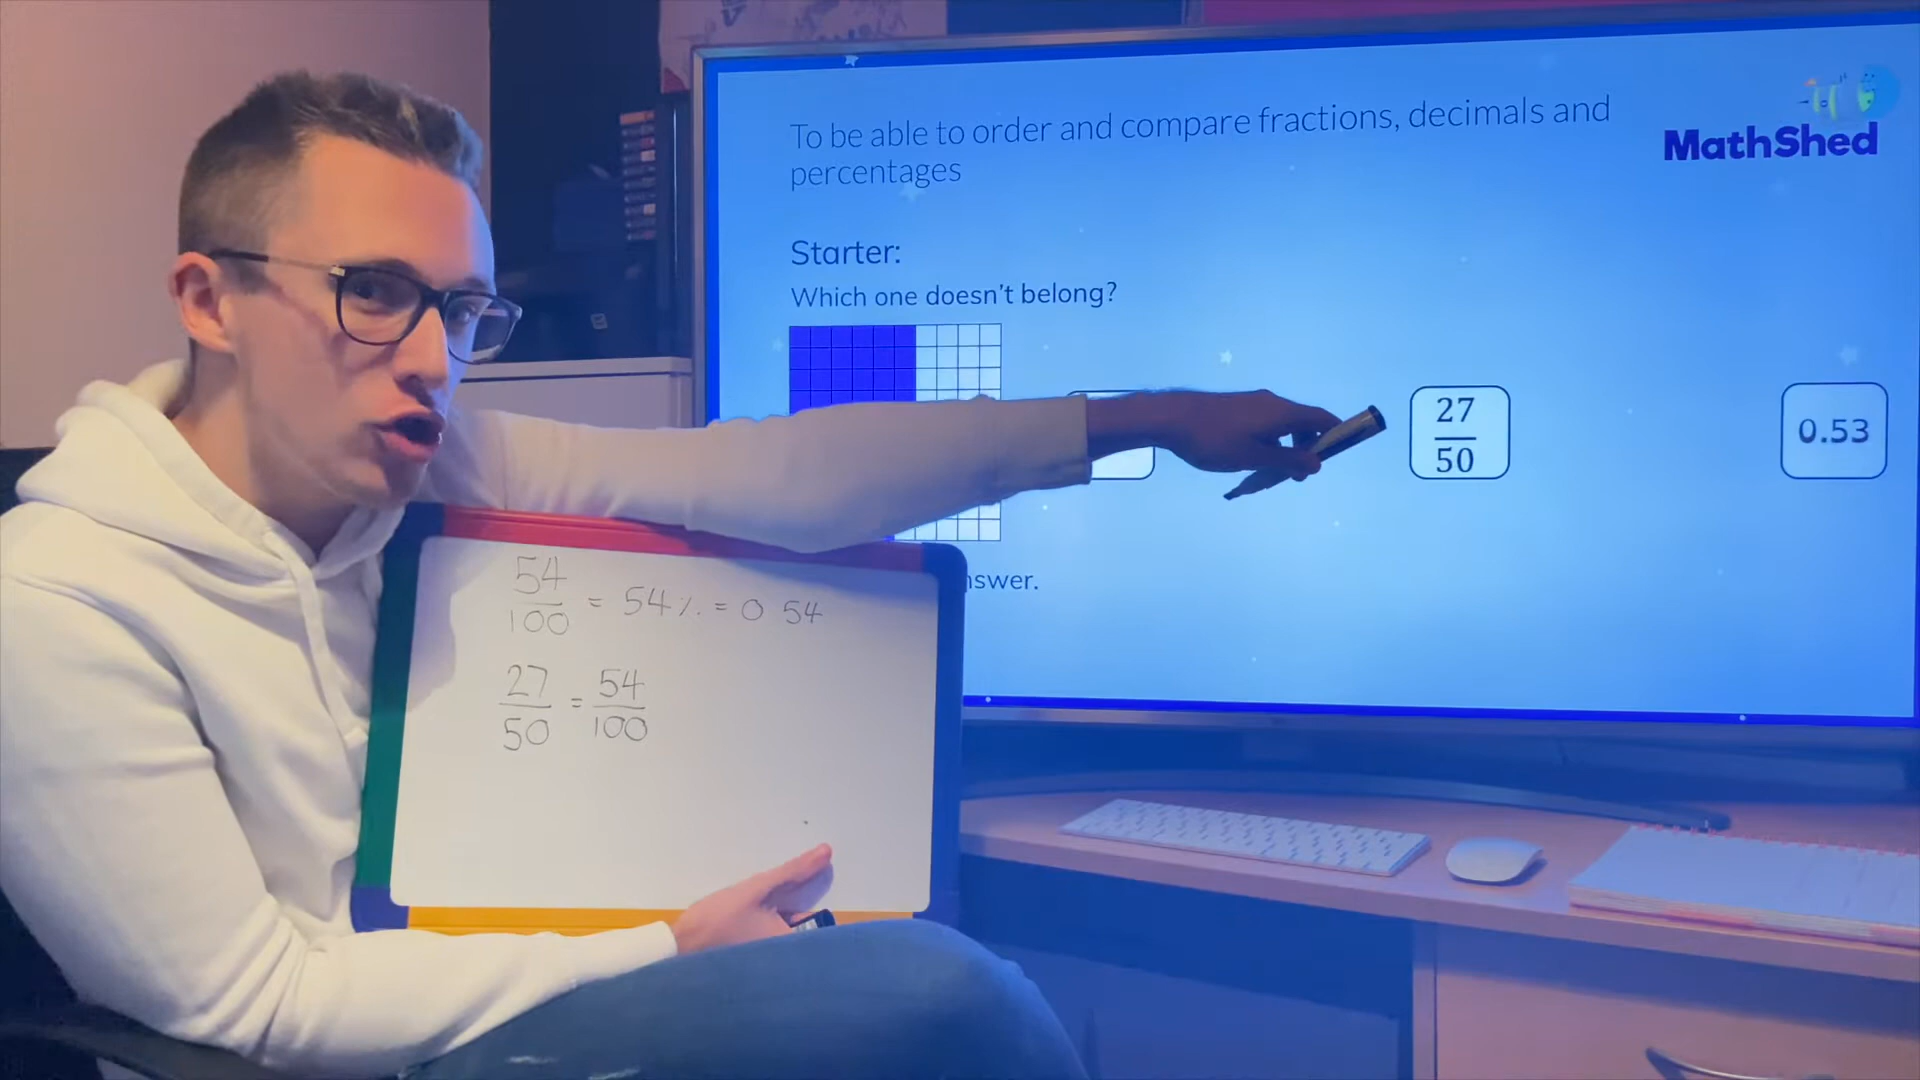 To be able to order and compare fractions, decimals and
percentages
MathShed
Starter:
Which one doesn't belong?
27
50
0.53
nswer.
54
100
= 54% = 0 54
27
50
=
54
100